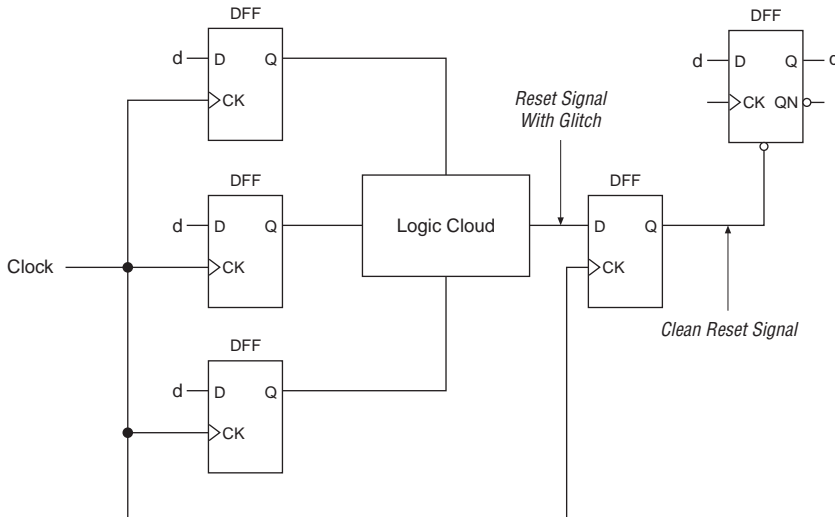 DFF
d
D
Q
CK
DFF
d
D
Q
CK
QN
Reset Signal
With Glitch
DFF
d
D
Q
CK
Logic Cloud
DFF
D
Q
CK
Clock
Clean Reset Signal
DFF
d
D
Q
CK